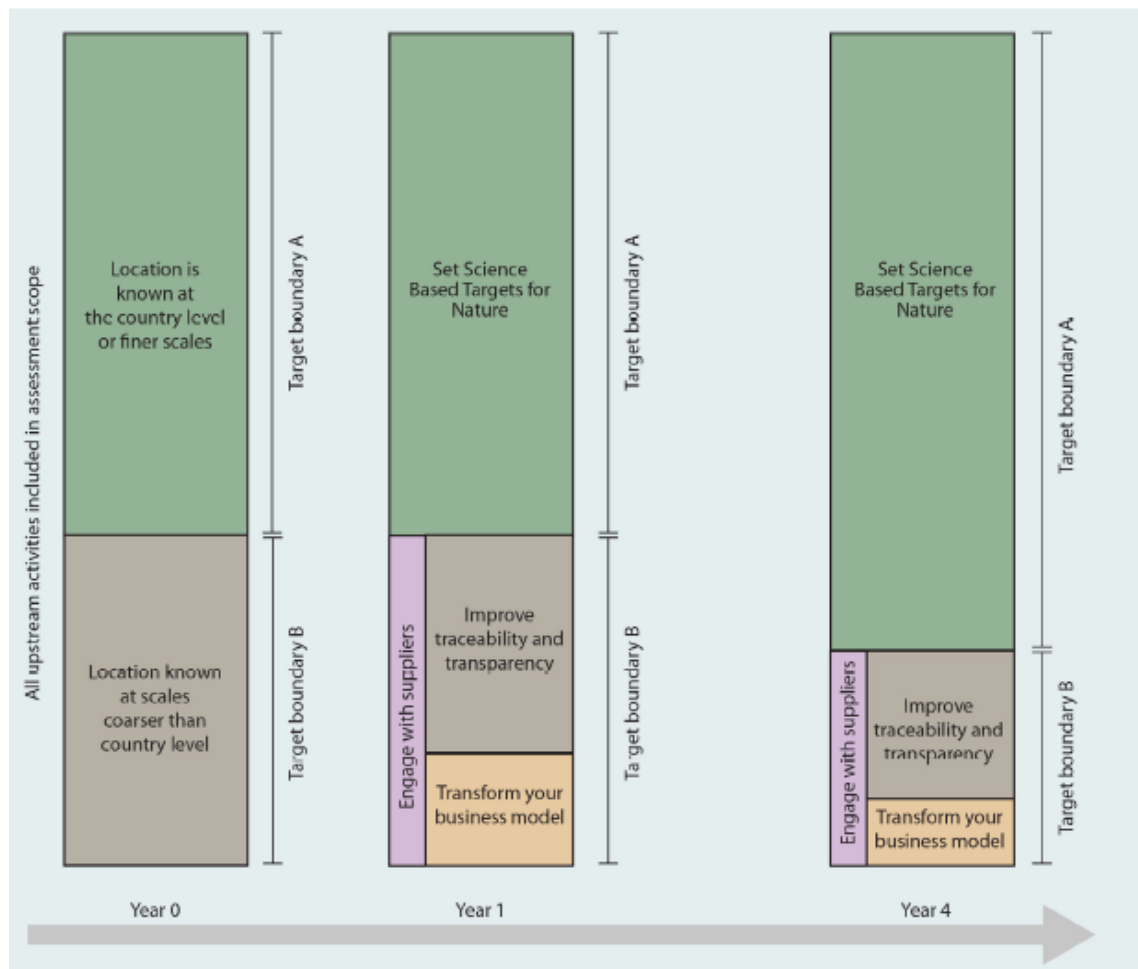 All upstream activities included in assessment scope
Location is
known at
the country level
or finer scales
Target boundary A
Location known
at scales
coarser than
country level
Target boundary B
Year 0
Set Science
Based Targets for
Nature
Target boundary A
Engage with suppliers
Improve
traceability and
transparency
Transform your
business model
Target boundary B
Year 1
Set Science
Based Targets for
Nature
Target boundary A
Engage with suppliers
Improve
traceability and
transparency
Transform your
business model
Target boundary B
Year 4